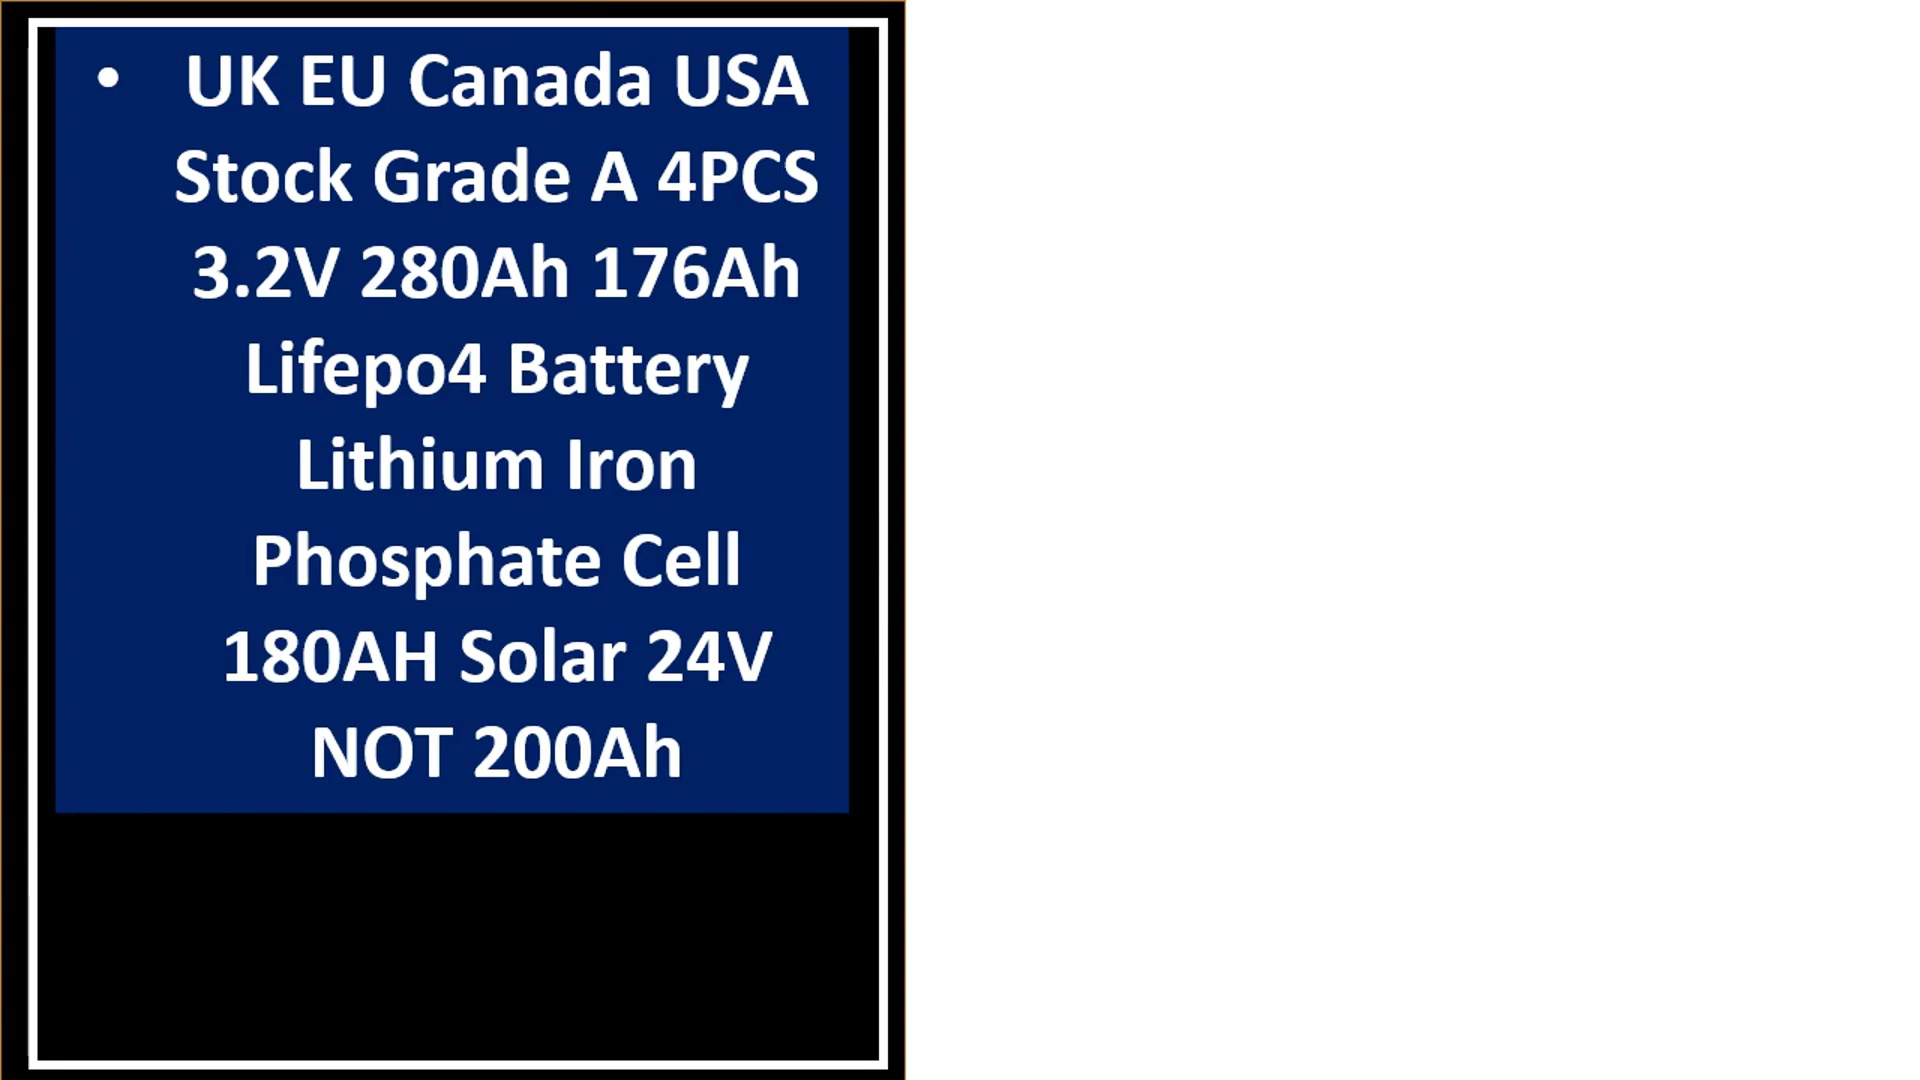 • UK EU Canada USA
Stock Grade A 4PCS
3.2V 280Ah 176Ah
Lifepo4 Battery
Lithium Iron
Phosphate Cell
180AH Solar 24V
NOT 200Ah